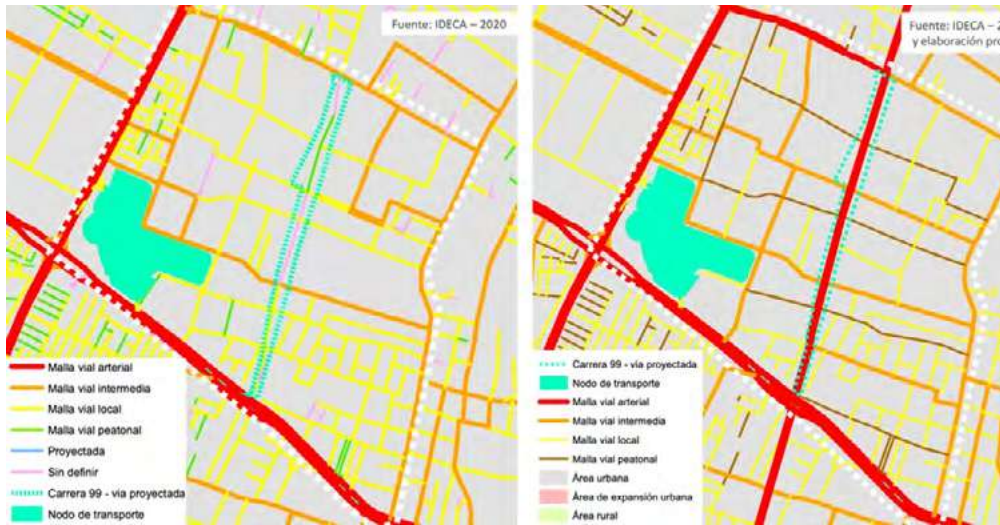 Fuente: IDECA – 2020
Malla vial arterial
Malla vial intermedia
Malla vial local
Malla vial peatonal
Proyectada
Sin definir
Carrera 99 - via proyectada
Nodo de transporte
Fuente: IDECA – 2
y elaboración pro
Carrera 99 - via proyectada
Nodo de transporte
Malla vial arterial
Malla vial intermedia
Malla vial local
Malla vial peatonal
Área urbana
Área de expansión urbana
Área rural